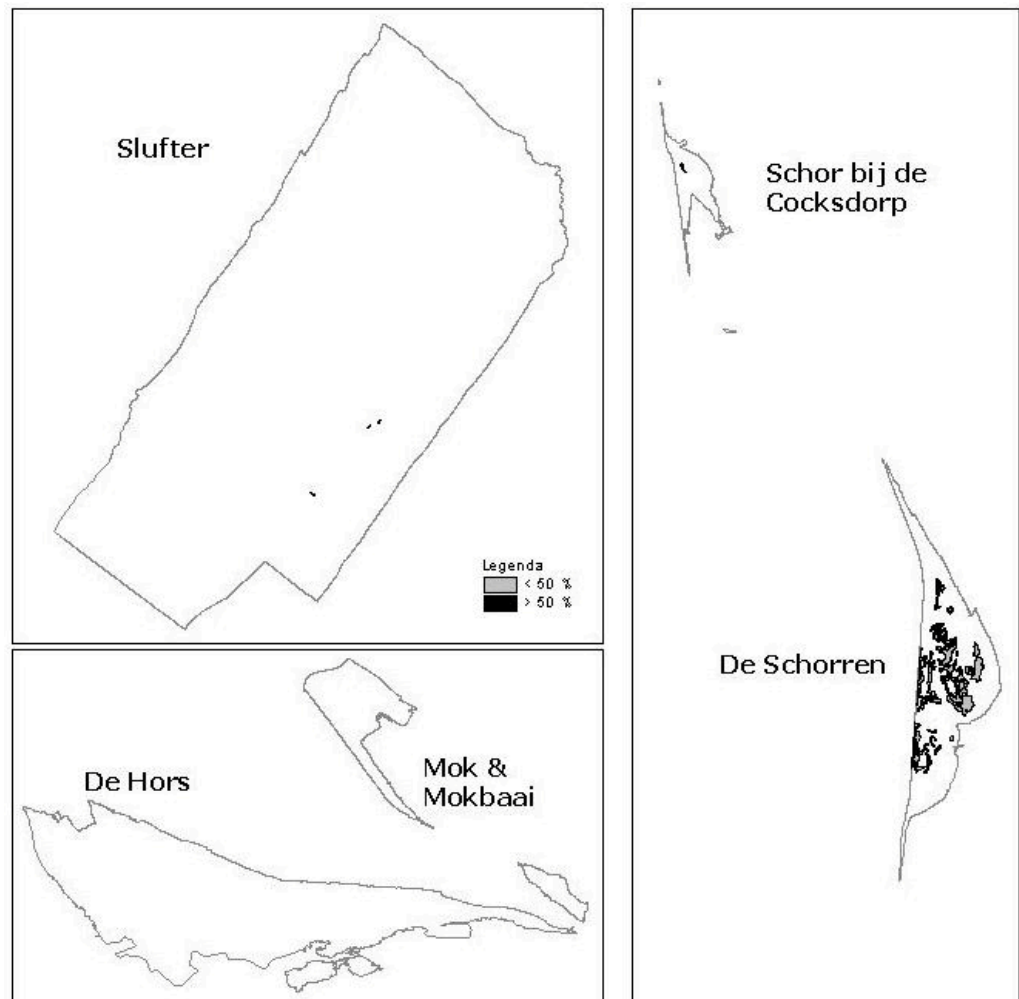 Slufter
Legenda
< 50 %
> 50 %
De Hors
Mok &
Mokbaai
Schor bij de
Cocksdorp
De Schorren